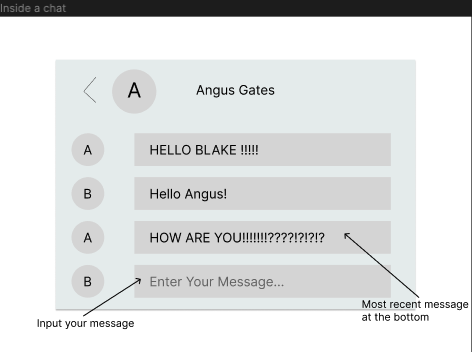 Inside a chat
A Angus Gates
A HELLO BLAKE !!!!!
B Hello Angus!
A HOW ARE YOU!!!!!!!????!?!?!?
B Enter Your Message...
Input your message
Most recent message
at the bottom